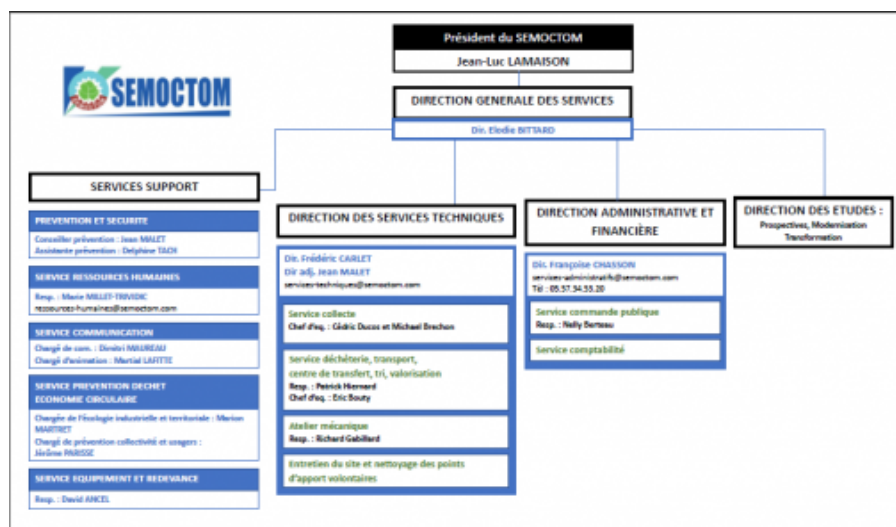 Président du SEMOCTOM
Jean-Luc LAMAISON
SEMOCTOM
DIRECTION GENERALE DES SERVICES
Dir. Elodie BITTARD
SERVICES SUPPORT
PREVENTION ET SECURITE
Conseiller prévention : Jean MALET
Assistante prévention : Delphine
SERVICE RESSOURCES HUMAINES
Resp. : Marie MILLET-TRIVIDIC
ressources-humaines@semoctom.com
SERVICE COMMUNICATION
Chargé de com. : Dimitri MAUREAU
Chargé d'animation : Martial LAFITTE
SERVICE PREVENTION DECHET
ECONOMIE CIRCULAIRE
Chargée de l'écologie industrielle et territoriale : Marion
MARTRET
Chargé de prévention collectivité et usagers :
Jérôme PARISSE
SERVICE EQUIPEMENT ET REDEVANCE
Resp. : David ANCEL
DIRECTION DES SERVICES TECHNIQUES
Dir. Frédéric CARLET
Dir adj. Jean MALET
services-techniques@semoctom.com
Service collecte
Chef d'eq. : Cédric Ducos et Michael Brechon
Service déchèterie, transport,
centre de transfert, tri, valorisation
Resp. : Patrick Hiernard
Chef d'eq. : Eric Bouty
Atelier mécanique
Resp. : Richard Gabillard
Entretien du site et nettoyage des points
d'apport volontaires
DIRECTION ADMINISTRATIVE ET
FINANCIÈRE
Dir. Françoise CHASSON
services-administratifs@semoctom.com
Tél : 05.57.34.53.20
Service commande publique
Resp. : Nelly Berteau
Service comptabilité
DIRECTION DES ETUDES :
Prospectives, Modernisation
Transformation